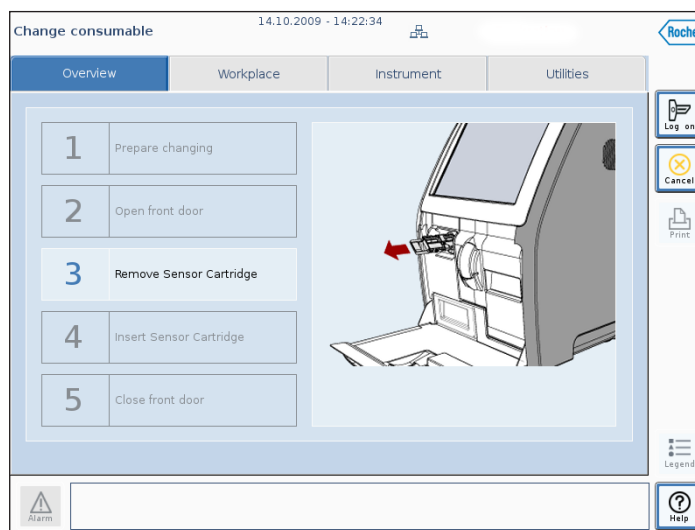 Change consumable
14.10.2009 - 14:22:34
Roche
Overview
Workplace
Instrument
Utilities
1 Prepare changing
2 Open front door
3 Remove Sensor Cartridge
4 Insert Sensor Cartridge
5 Close front door
Log on
Cancel
Print
Legend
Alarm
Help